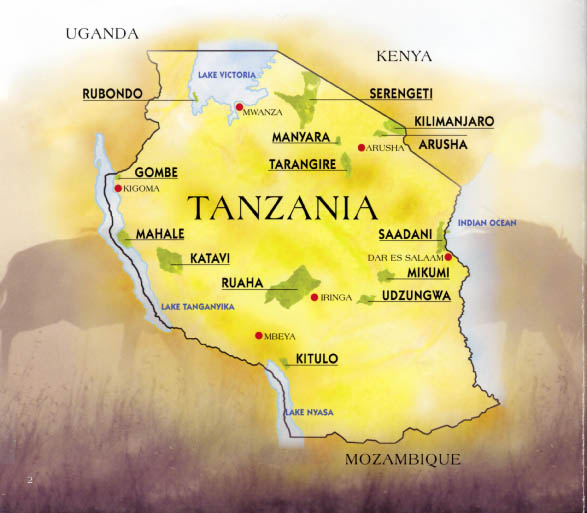 UGANDA
KENYA
LAKE VICTORIA
RUBONDO
SERENGETI
MWANZA
KILIMANJARO
MANYARA
ARUSHA
ARUSHA
TARANGIRE
GOMBE
KIGOMA
TANZANIA
INDIAN OCEAN
MAHALE
SAADANI
KATAVI
DAR ES SALAAM
MIKUMI
RUAHA
IRINGA
UDZUNGWA
LAKE TANGANYIKA
MBEYA
KITULO
LAKE NYASA
MOZAMBIQUE
2